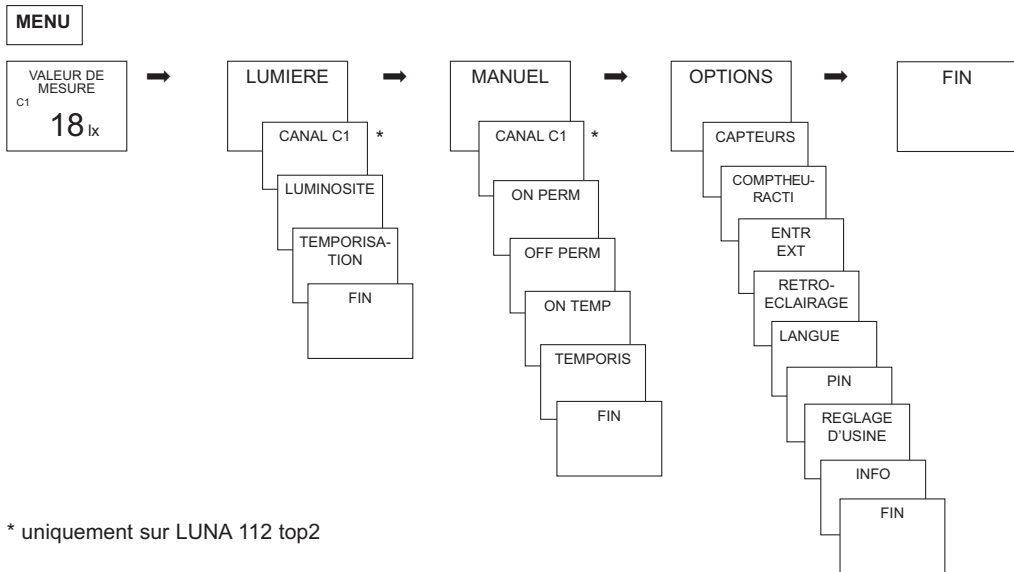 MENU
VALEUR DE
MESURE
C1
18 lx
LUMIERE
CANAL C1 *
LUMINOSITE
TEMPORISA-
TION
FIN
MANUEL
CANAL C1 *
ON PERM
OFF PERM
ON TEMP
TEMPORIS
FIN
OPTIONS
CAPTEURS
COMPTHEU-
RACTI
ENTR
EXT
RETRO-
ECLAIRAGE
LANGUE
PIN
REGLAGE
D'USINE
INFO
FIN
FIN
* uniquement sur LUNA 112 top2